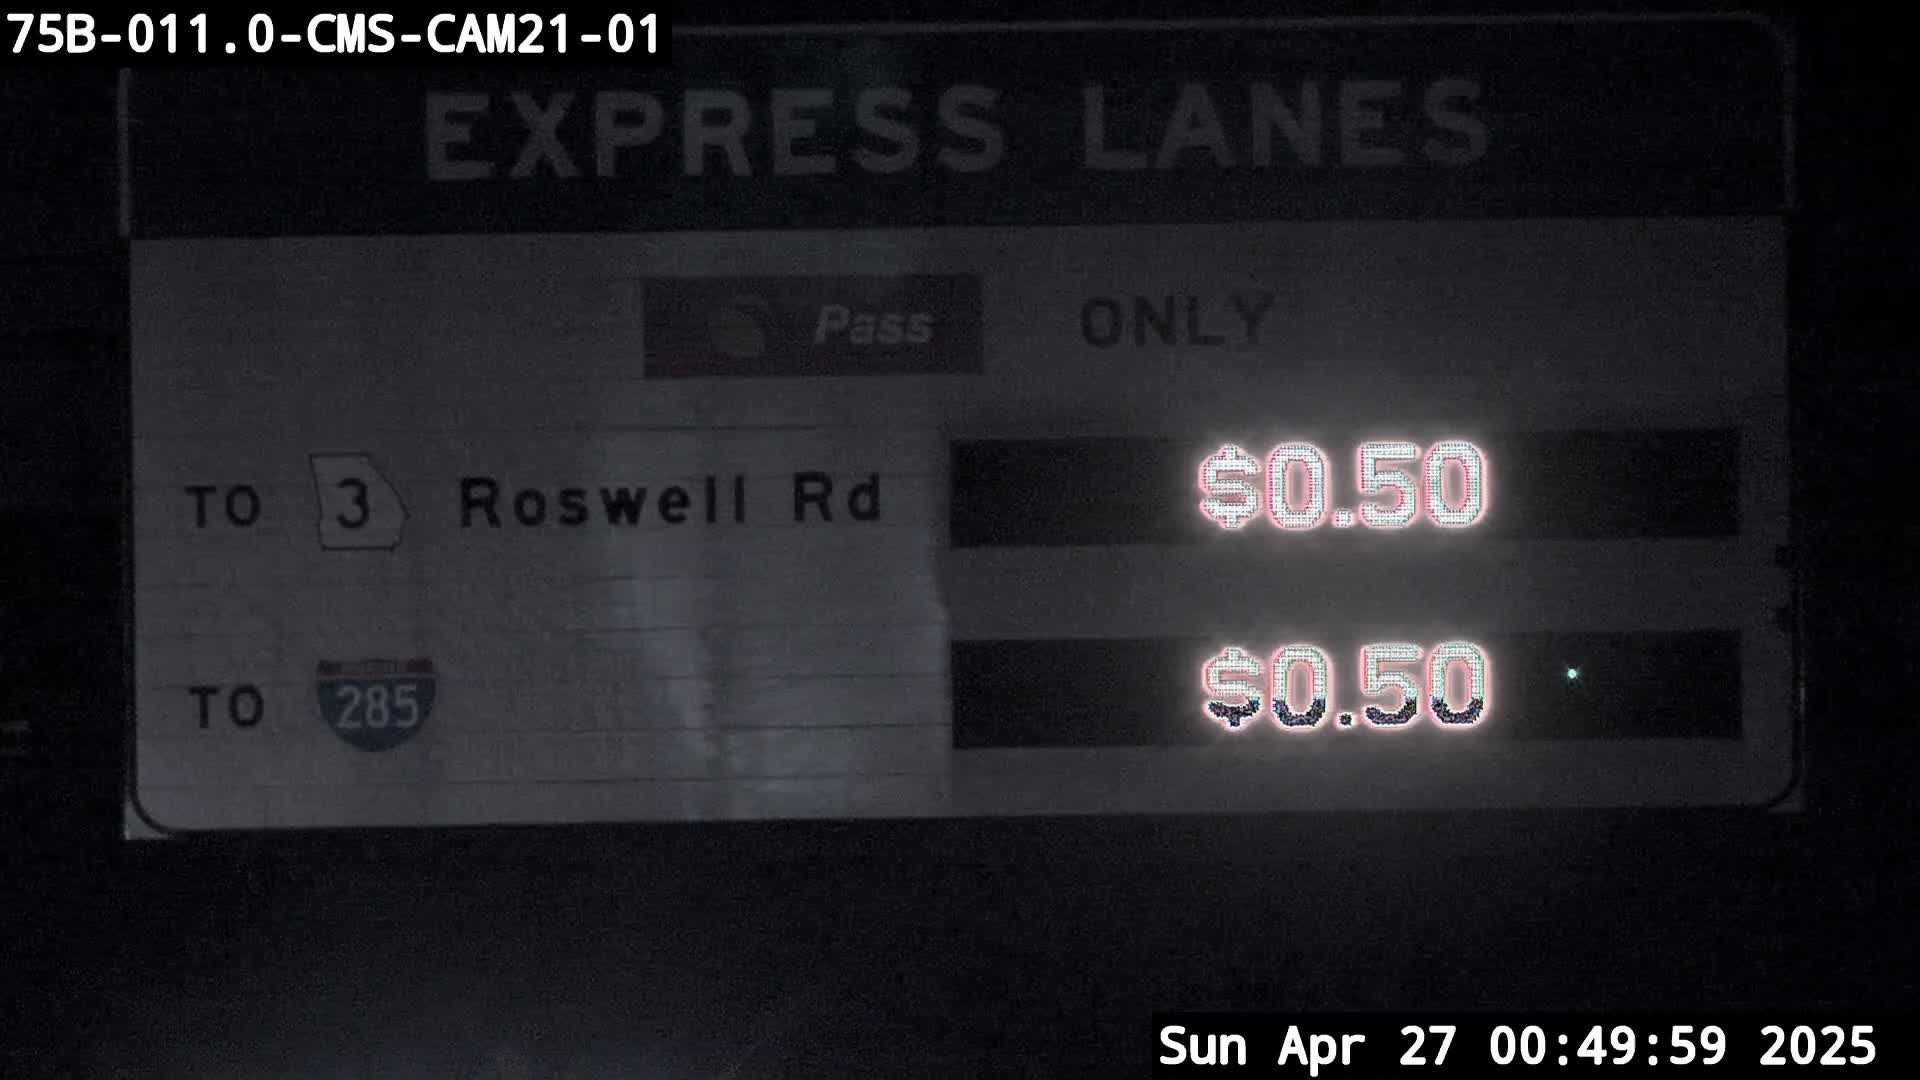 75B-011.0-CMS-CAM21-01
EXPRESS LANES
Pass ONLY
TO 3 Roswell Rd $0.50
TO 285 $0.50
Sun Apr 27 00:49:59 2025